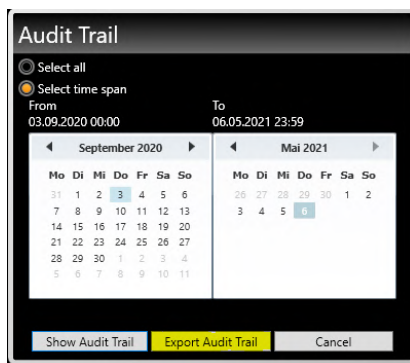 Audit Trail
Select all
Select time span
From To
03.09.2020 00:00 06.05.2021 23:59
September 2020 Mai 2021
Mo Di Mi Do Fr Sa So Mo Di Mi Do Fr Sa So
31 1 2 3 4 5 6 26 27 28 29 30 1 2
7 8 9 10 11 12 13 3 4 5 6
14 15 16 17 18 19 20
21 22 23 24 25 26 27
28 29 30 1 2 3 4
5 6 7 8 9 10 11
Show Audit Trail Export Audit Trail Cancel